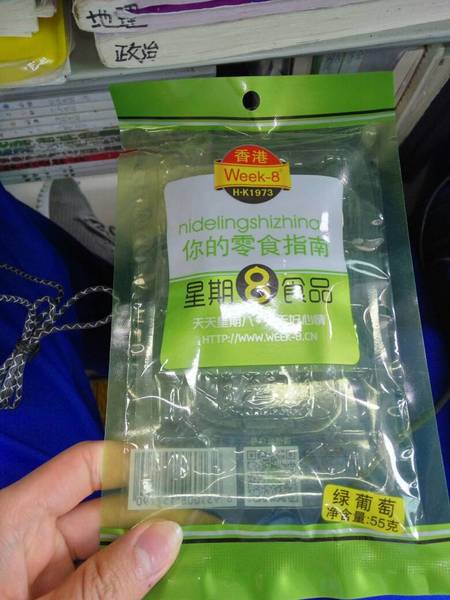 地理
政治
香港
Week-8
H-K1973
nidelingshizhinan
你的零食指南
星期8食品
HTTP://WWW.WEEK-8.CN
绿葡萄
净含量:55克